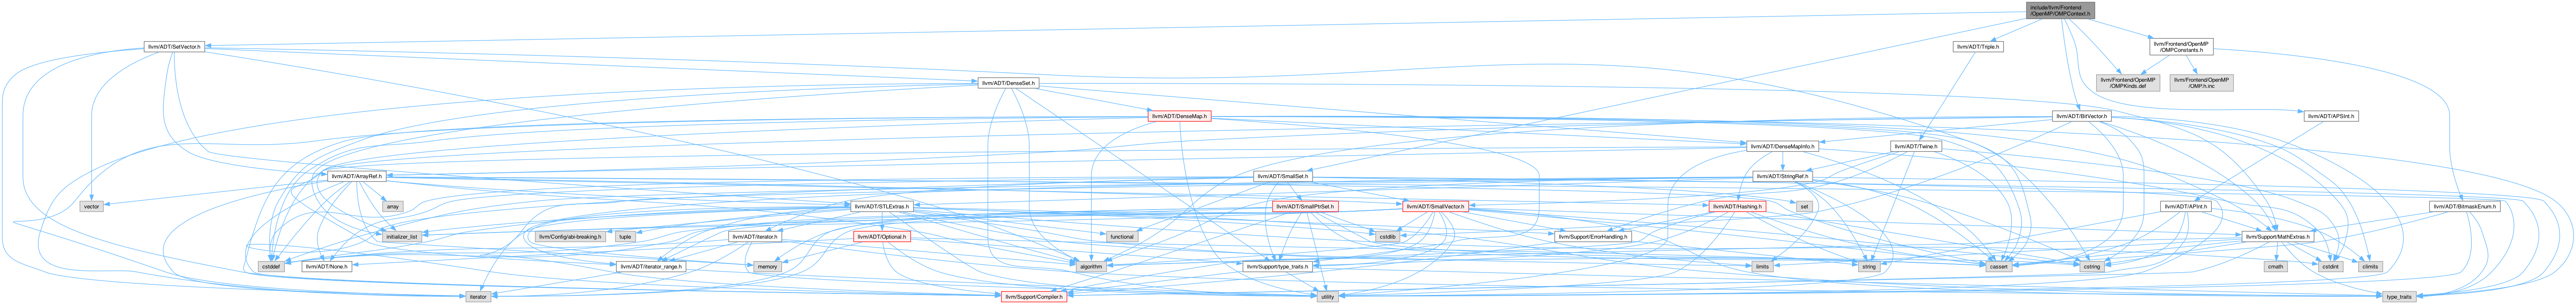 include/llvm/Frontend
/OpenMP/OMPContext.h
llvm/ADT/SetVector.h
llvm/ADT/Triple.h
llvm/Frontend/OpenMP
/OMPConstants.h
llvm/ADT/DenseSet.h
llvm/Frontend/OpenMP
/OMPKinds.def
llvm/Frontend/OpenMP
/OMP.h.inc
llvm/ADT/DenseMap.h
llvm/ADT/BitVector.h
llvm/ADT/APSInt.h
llvm/ADT/DenseMapInfo.h
llvm/ADT/Twine.h
llvm/ADT/ArrayRef.h
llvm/ADT/SmallSet.h
llvm/ADT/StringRef.h
vector
array
llvm/ADT/STLExtras.h
llvm/ADT/SmallPtrSet.h
llvm/ADT/SmallVector.h
set
llvm/ADT/Hashing.h
llvm/ADT/APInt.h
llvm/ADT/BitmaskEnum.h
initializer_list
llvm/Config/abi-breaking.h
tuple
llvm/ADT/iterator.h
llvm/ADT/Optional.h
functional
cstdlib
llvm/Support/ErrorHandling.h
llvm/Support/MathExtras.h
cstddef
llvm/ADT/None.h
llvm/ADT/iterator_range.h
memory
algorithm
llvm/Support/type_traits.h
limits
string
cassert
cstring
cmath
cstdint
climits
iterator
llvm/Support/Compiler.h
utility
type_traits